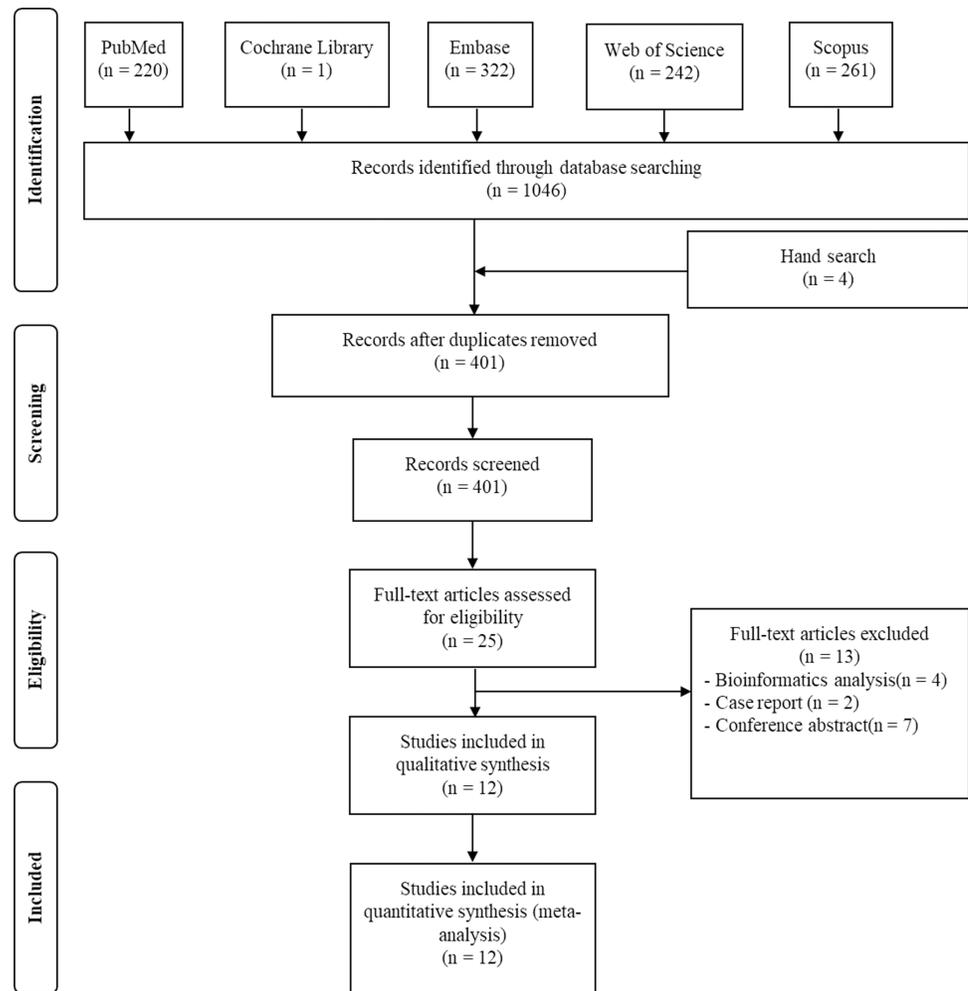 PubMed
(n = 220)
Cochrane Library
(n = 1)
Embase
(n = 322)
Web of Science
(n = 242)
Scopus
(n = 261)
Identification
Records identified through database searching
(n = 1046)
Hand search
(n = 4)
Records after duplicates removed
(n = 401)
Screening
Records screened
(n = 401)
Full-text articles assessed
for eligibility
(n = 25)
Eligibility
Full-text articles excluded
(n = 13)
- Bioinformatics analysis(n = 4)
- Case report (n = 2)
- Conference abstract(n = 7)
Studies included in
qualitative synthesis
(n = 12)
Included
Studies included in
quantitative synthesis (meta-
analysis)
(n = 12)